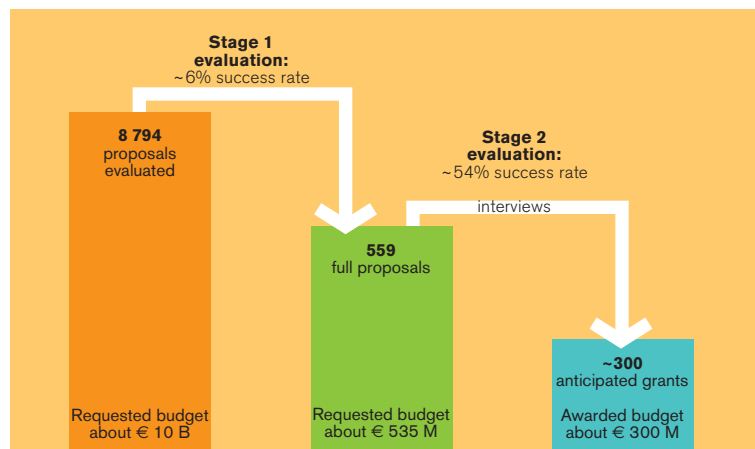 Stage 1
evaluation:
~6% success rate
8 794
proposals
evaluated
Requested budget
about € 10 B
Stage 2
evaluation:
~54% success rate
interviews
559
full proposals
Requested budget
about € 535 M
~300
anticipated grants
Awarded budget
about € 300 M